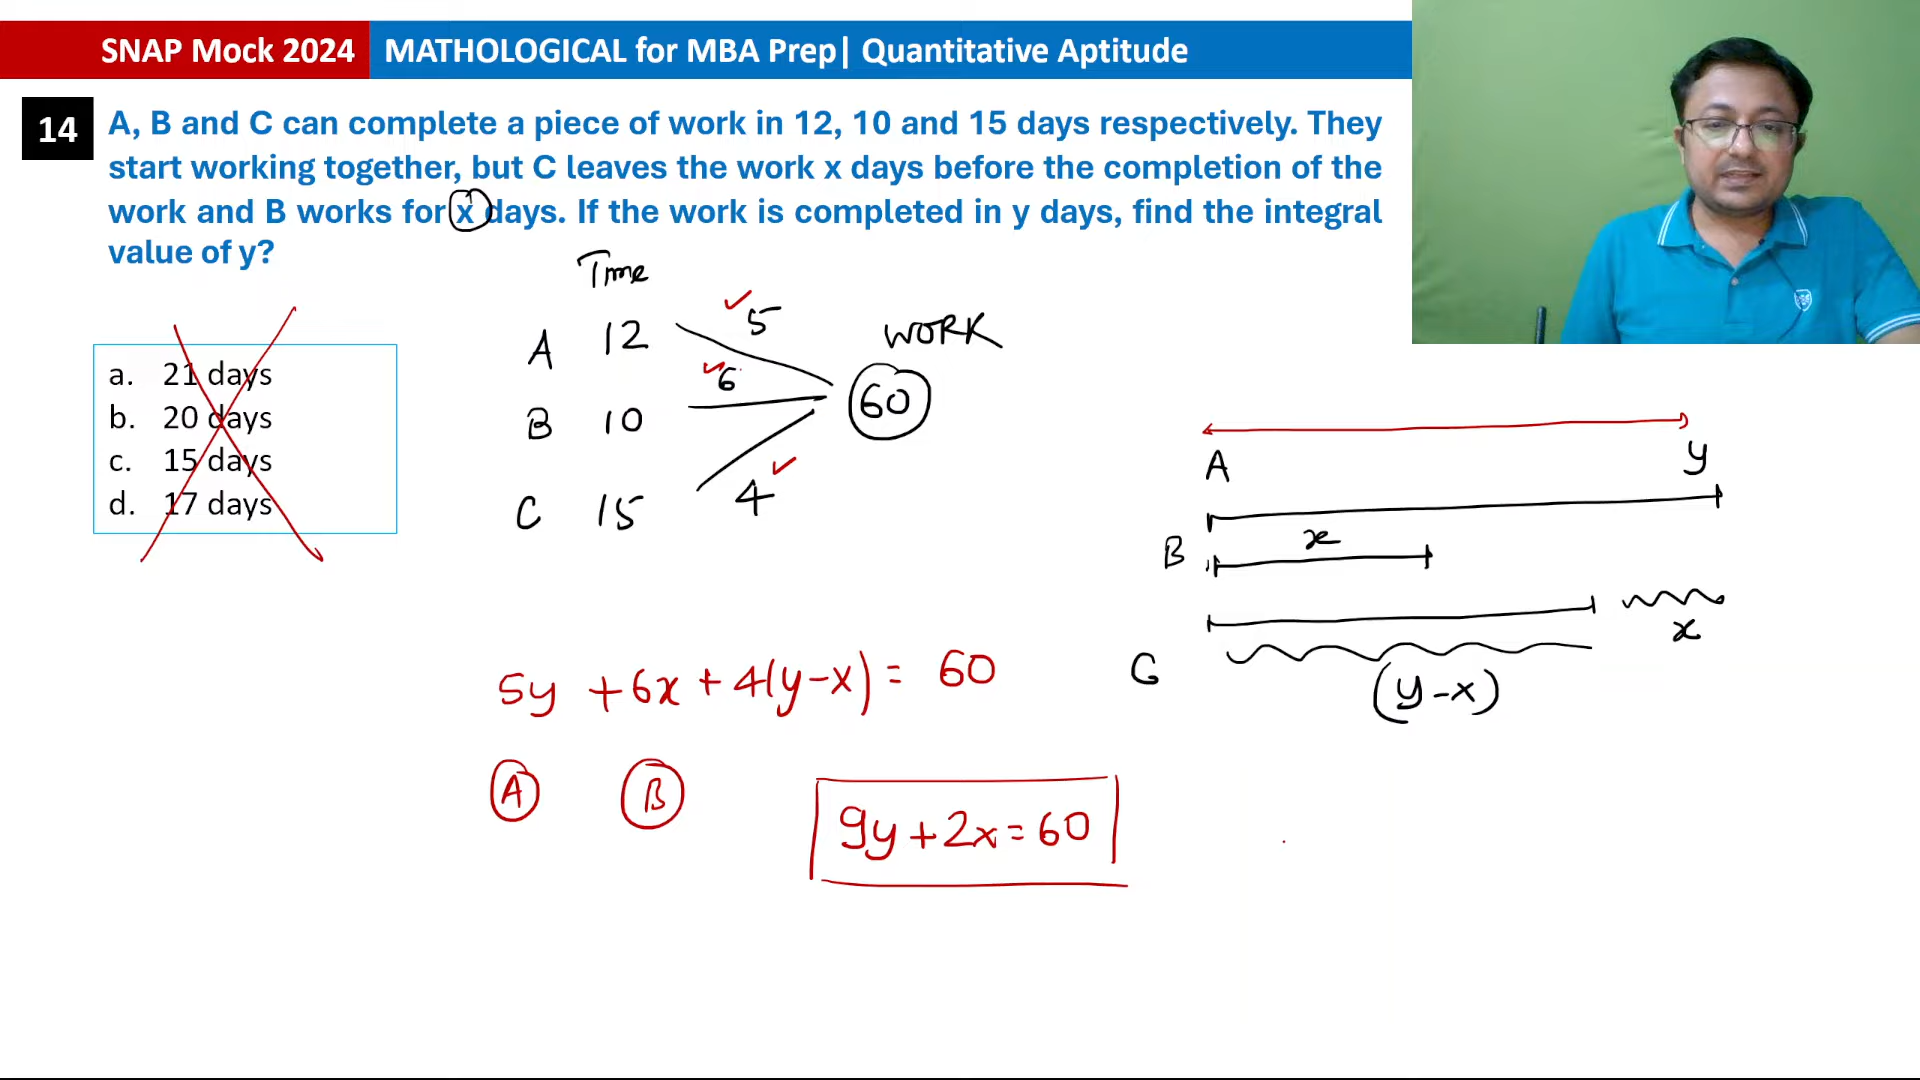 SNAP Mock 2024 MATHOLOGICAL for MBA Prep| Quantitative Aptitude
14 A, B and C can complete a piece of work in 12, 10 and 15 days respectively. They
start working together, but C leaves the work x days before the completion of the
work and B works for x days. If the work is completed in y days, find the integral
value of y?
a. 21 days
b. 20 days
c. 15 days
d. 17 days
Time
A 12 5 WORK
6 60
B 10
C 15 4
A y
B x
x
C (y-x)
5y + 6x + 4(y-x) = 60
A B
9y + 2x = 60